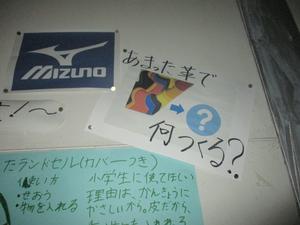 MIZUNO
あまった革で
?
何つくる?
よ!〜
たランドセル(カバーつき)
・使い方
・せおう
・物を入れる
小学生に使てほしい
理由は、かんきょうに
やさしいから。皮だから、